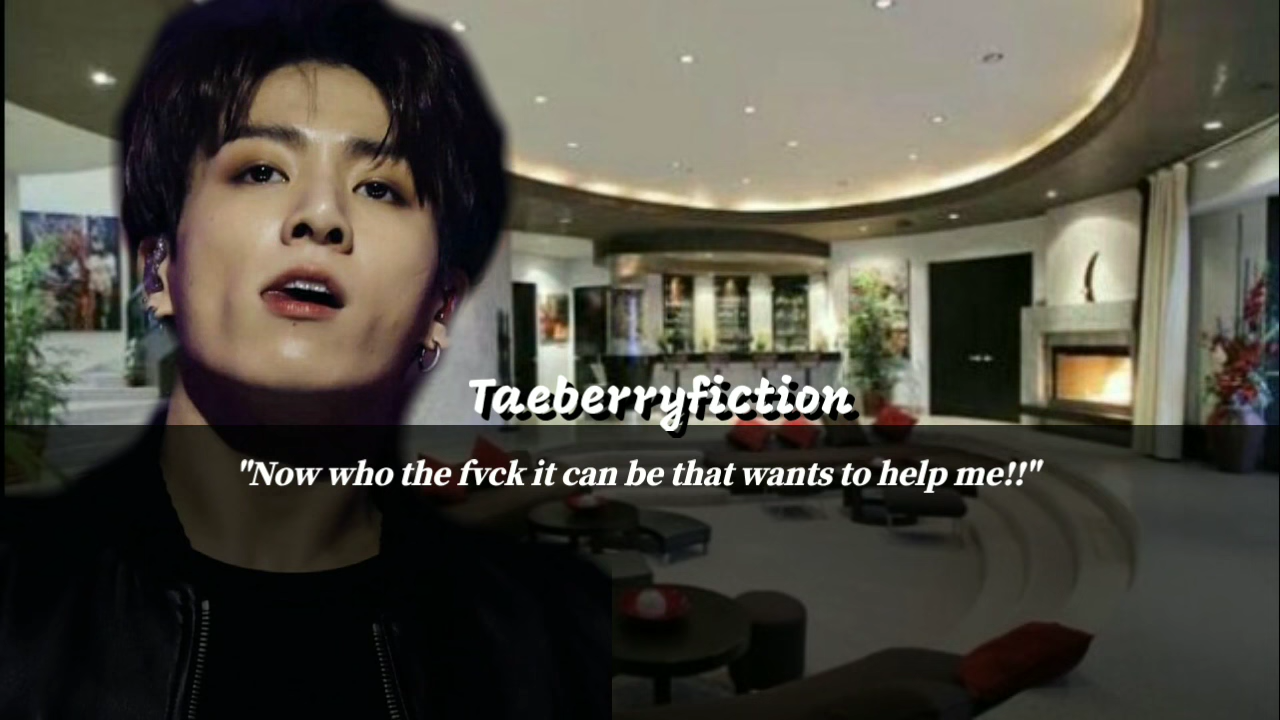 Taeberryfiction
"Now who the fvck it can be that wants to help me!!"